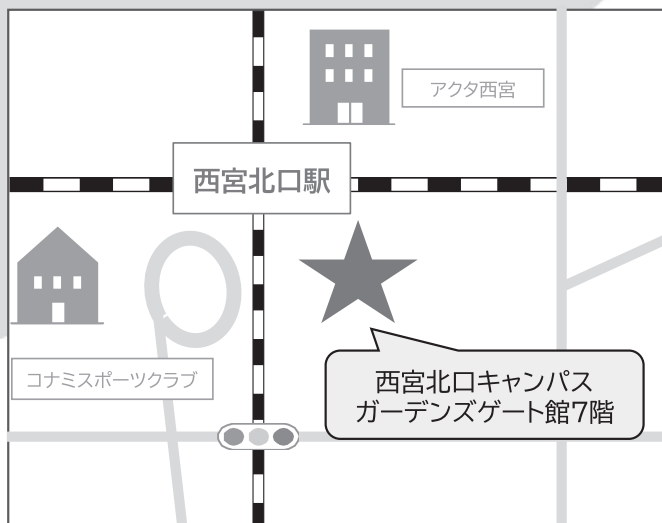 アクタ西宮
西宮北口駅
コナミスポーツクラブ
西宮北口キャンパス
ガーデンズゲート館7階